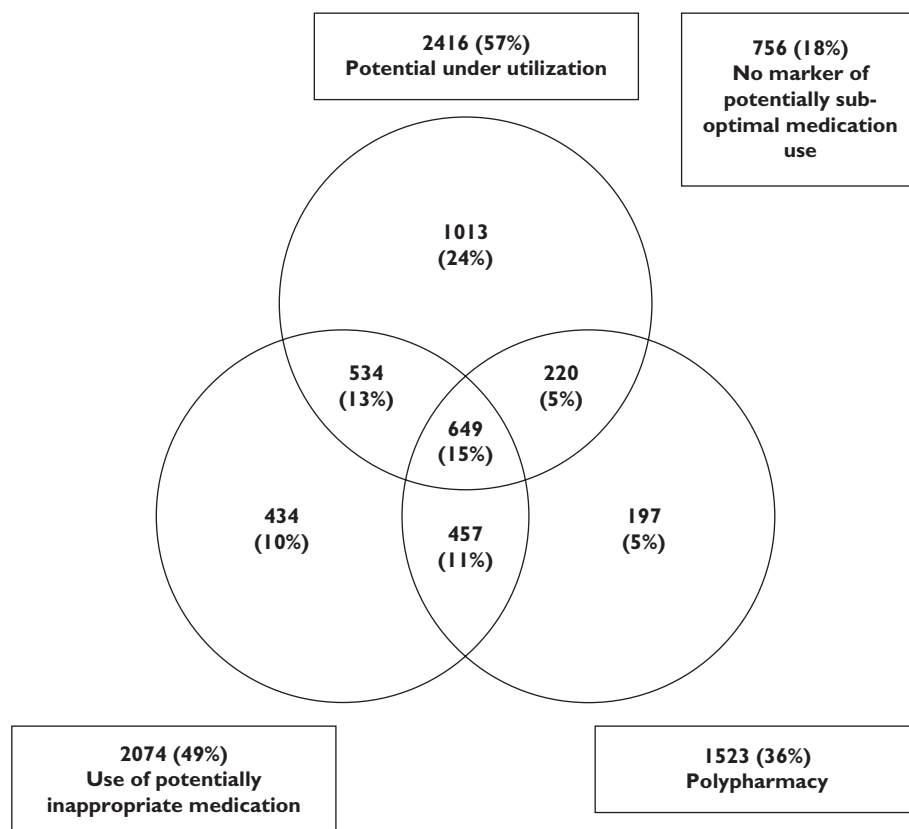 2416 (57%)
Potential under utilization
756 (18%)
No marker of
potentially sub-
optimal medication
use
1013
(24%)
534
(13%)
220
(5%)
649
(15%)
434
(10%)
457
(11%)
197
(5%)
2074 (49%)
Use of potentially
inappropriate medication
1523 (36%)
Polypharmacy